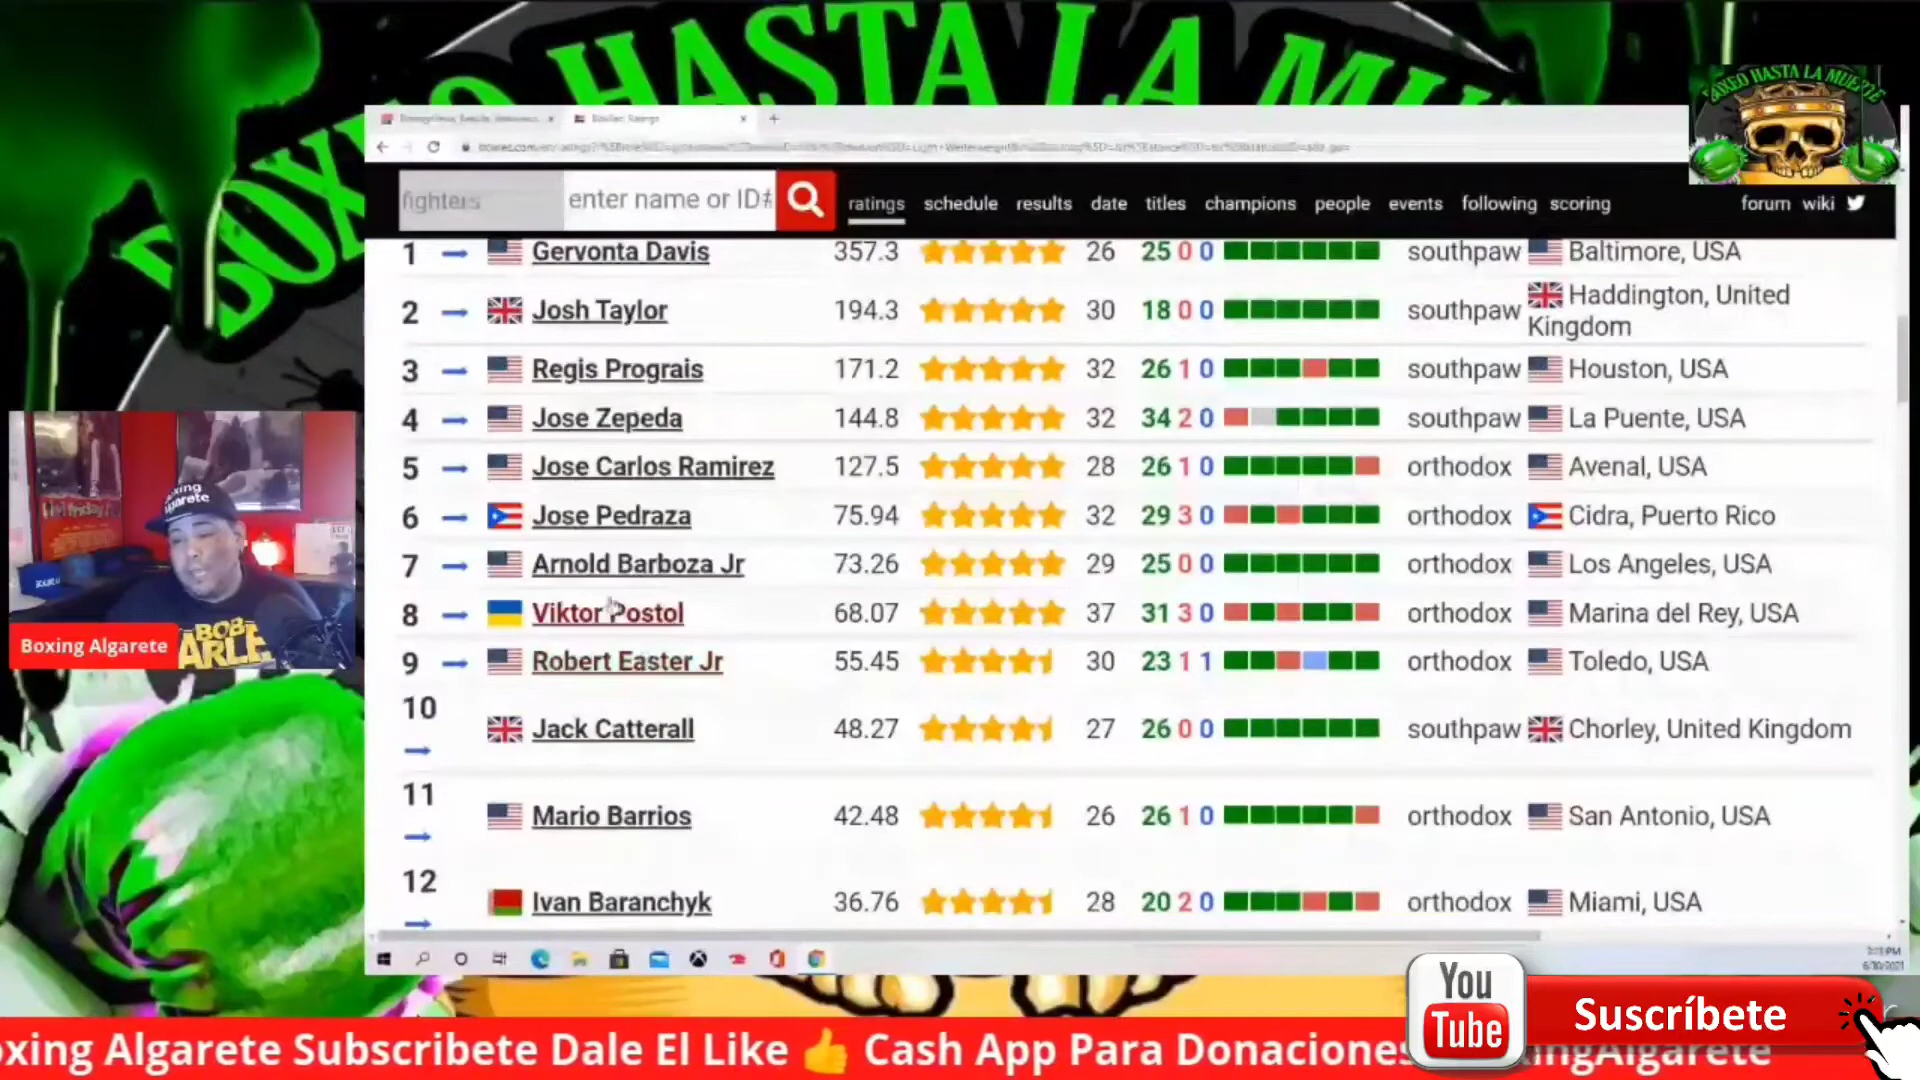 BOXEO HASTA LA MU
BOXEO HASTA LA MUERTE
fighters
enter name or ID#
ratings schedule results date titles champions people events following scoring forum wiki
1 Gervonta Davis 357.3 26 25 0 0 southpaw Baltimore, USA
2 Josh Taylor 194.3 30 18 0 0 southpaw Haddington, United Kingdom
3 Regis Prograis 171.2 32 26 1 0 southpaw Houston, USA
4 Jose Zepeda 144.8 32 34 2 0 southpaw La Puente, USA
5 Jose Carlos Ramirez 127.5 28 26 1 0 orthodox Avenal, USA
6 Jose Pedraza 75.94 32 29 3 0 orthodox Cidra, Puerto Rico
7 Arnold Barboza Jr 73.26 29 25 0 0 orthodox Los Angeles, USA
8 Viktor Postol 68.07 37 31 3 0 orthodox Marina del Rey, USA
9 Robert Easter Jr 55.45 30 23 1 1 orthodox Toledo, USA
10 Jack Catterall 48.27 27 26 0 0 southpaw Chorley, United Kingdom
11 Mario Barrios 42.48 26 26 1 0 orthodox San Antonio, USA
12 Ivan Baranchyk 36.76 28 20 2 0 orthodox Miami, USA
Boxing Algarete
You Tube
Suscríbete
oxing Algarete Subscribete Dale El Like 👍 Cash App Para Donaciones ingAlgarete